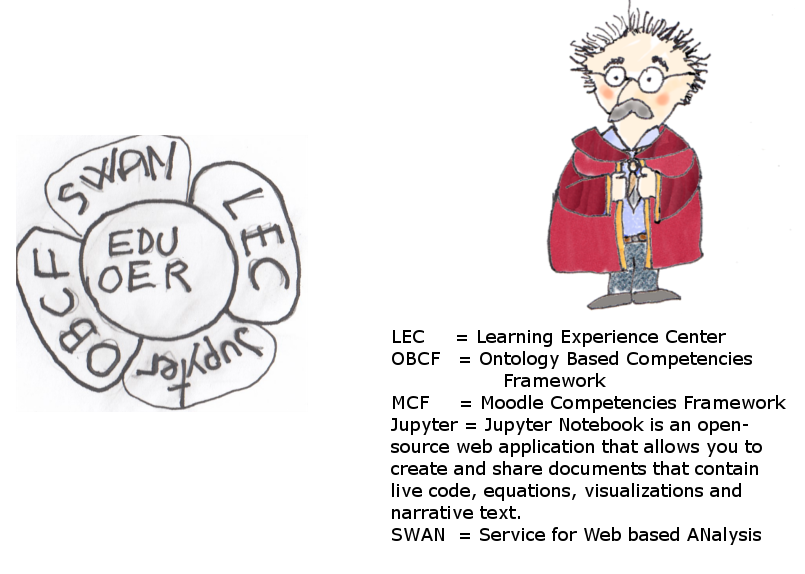 SWAN
LEC
EDU
OER
OBCF
Jupyter
LEC = Learning Experience Center
OBCF = Ontology Based Competencies
Framework
MCF = Moodle Competencies Framework
Jupyter = Jupyter Notebook is an open-
source web application that allows you to
create and share documents that contain
live code, equations, visualizations and
narrative text.
SWAN = Service for Web based ANalysis